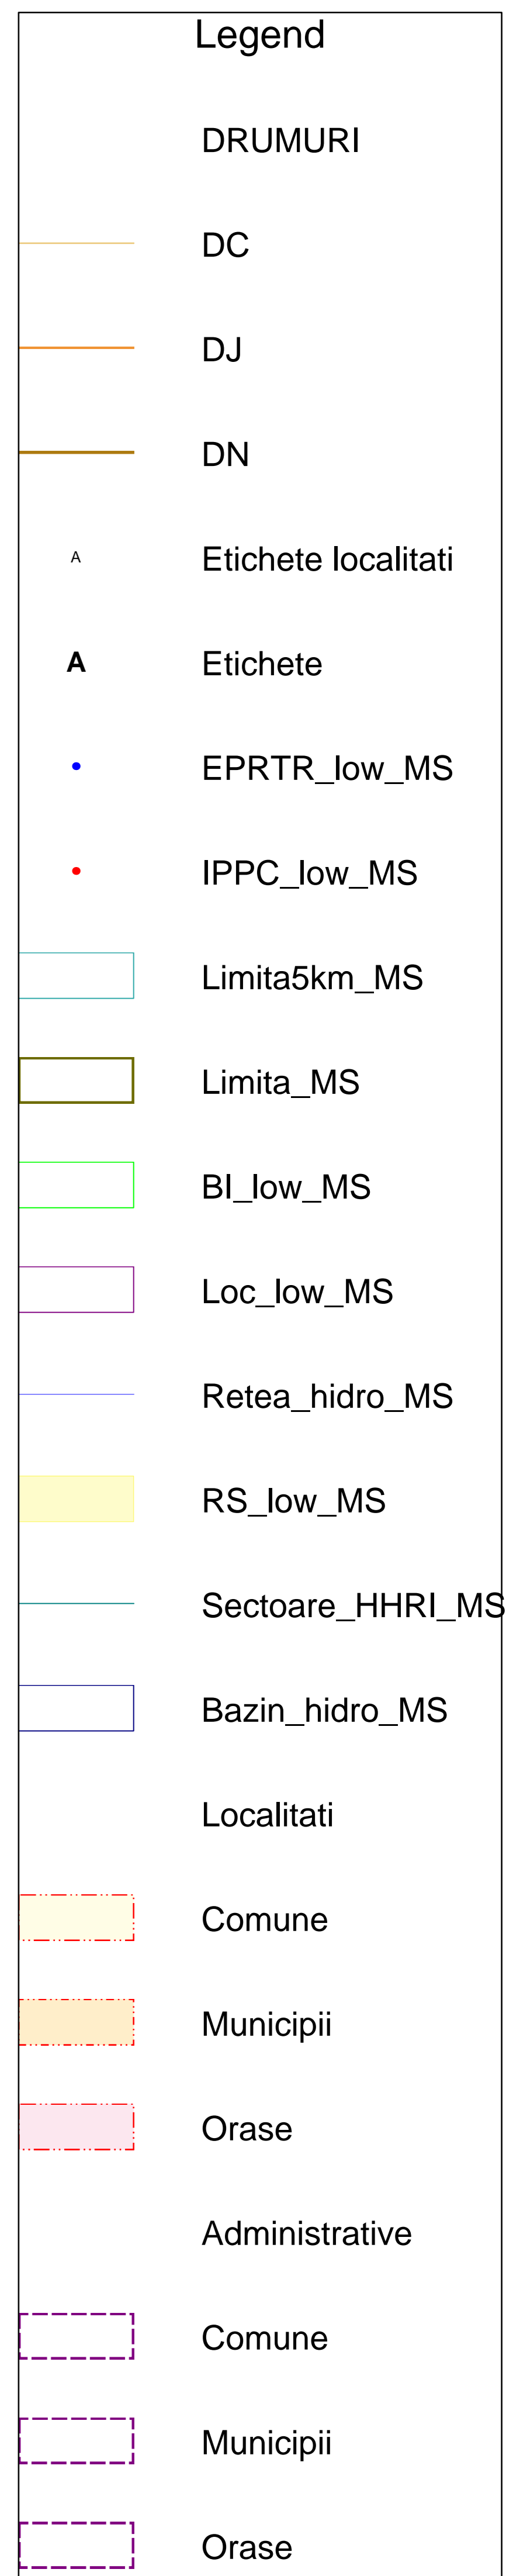 Legend
DRUMURI
DC
DJ
DN
A Etichete localitati
A Etichete
EPRTR_low_MS
IPPC_low_MS
Limita5km_MS
Limita_MS
BI_low_MS
Loc_low_MS
Retea_hidro_MS
RS_low_MS
Sectoare_HHRI_MS
Bazin_hidro_MS
Localitati
Comune
Municipii
Orase
Administrative
Comune
Municipii
Orase